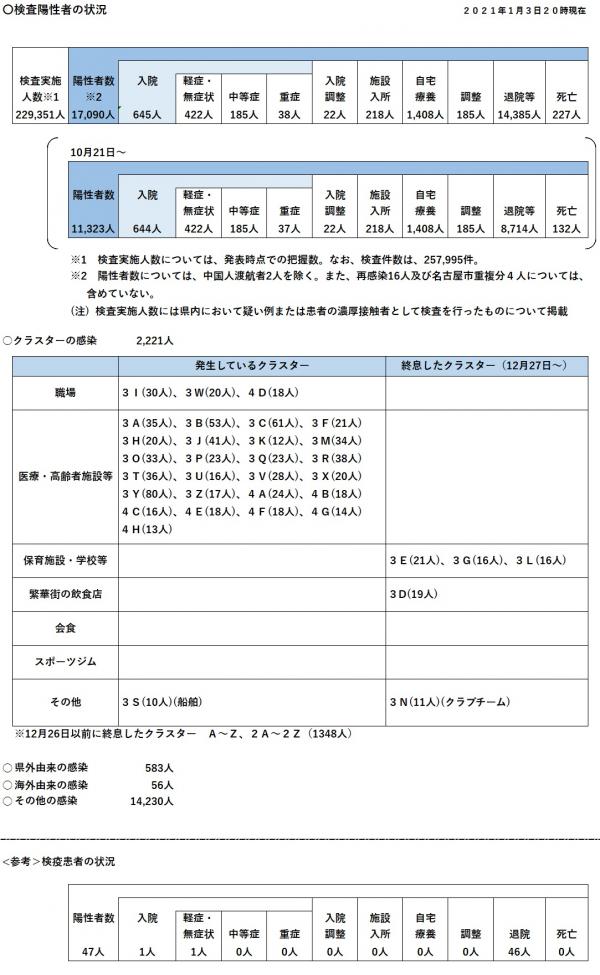 〇検査陽性者の状況
２０２１年１月３日２０時現在
検査実施人数※1 陽性者数※2 入院 軽症・無症状 中等症 重症 入院調整 施設入所 自宅療養 調整 退院等 死亡
229,351人 17,090人 645人 422人 185人 38人 22人 218人 1,408人 185人 14,385人 227人
10月21日～
陽性者数 入院 軽症・無症状 中等症 重症 入院調整 施設入所 自宅療養 調整 退院等 死亡
11,323人 644人 422人 185人 37人 22人 218人 1,408人 185人 8,714人 132人
※1　検査実施人数については、発表時点での把握数。なお、検査件数は、257,995件。
※2　陽性者数については、中国人渡航者2人を除く。また、再感染16人及び名古屋市重複分４人については、
含めていない。
（注）検査実施人数には県内において疑い例または患者の濃厚接触者として検査を行ったものについて掲載
〇クラスターの感染　2,221人
発生しているクラスター 終息したクラスター（12月27日～）
職場 ３Ｉ(30人)、３Ｗ(20人)、４Ｄ(18人)
医療・高齢者施設等
３Ａ(35人)、３Ｂ(53人)、３Ｃ(61人)、３Ｆ(21人)
３Ｈ(20人)、３Ｊ(41人)、３Ｋ(12人)、３Ｍ(34人)
３Ｏ(33人)、３Ｐ(23人)、３Ｑ(23人)、３Ｒ(38人)
３Ｔ(36人)、３Ｕ(16人)、３Ｖ(28人)、３Ｘ(20人)
３Ｙ(80人)、３Ｚ(17人)、４Ａ(24人)、４Ｂ(18人)
４Ｃ(16人)、４Ｅ(18人)、４Ｆ(18人)、４Ｇ(14人)
４Ｈ(13人)
保育施設・学校等 ３Ｅ(21人)、３Ｇ(16人)、３Ｌ(16人)
繁華街の飲食店 ３Ｄ(19人)
会食
スポーツジム
その他 ３Ｓ(10人)(船舶) ３Ｎ(11人)(クラブチーム)
※12月26日以前に終息したクラスター　Ａ～Ｚ、２Ａ～２Ｚ（1348人）
〇県外由来の感染　583人
〇海外由来の感染　56人
〇その他の感染　14,230人
<参考＞検疫患者の状況
陽性者数 入院 軽症・無症状 中等症 重症 入院調整 施設入所 自宅療養 調整 退院 死亡
47人 1人 1人 0人 0人 0人 0人 0人 0人 46人 0人